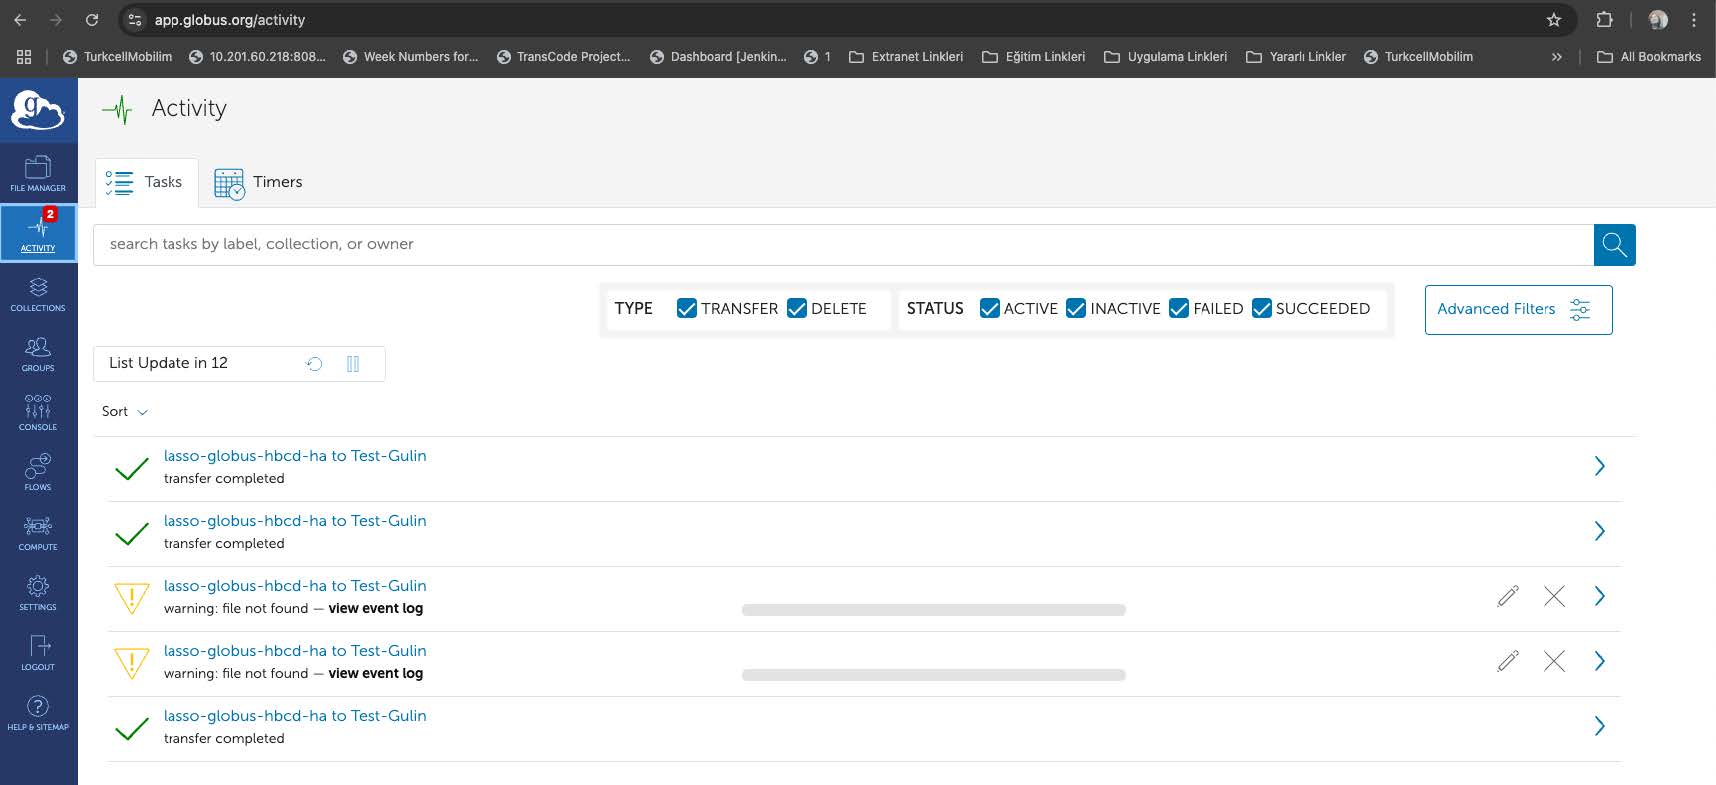 app.globus.org/activity
TurkcellMobilim 10.201.60.218:808... Week Numbers for... TransCode Project... Dashboard [Jenkin... 1 Extranet Linkleri Eğitim Linkleri Uygulama Linkleri Yararlı Linkler TurkcellMobilim » All Bookmarks
g
Activity
FILE MANAGER
2
ACTIVITY
COLLECTIONS
GROUPS
CONSOLE
FLOWS
COMPUTE
SETTINGS
LOGOUT
HELP & SITEMAP
Tasks Timers
search tasks by label, collection, or owner
TYPE TRANSFER DELETE STATUS ACTIVE INACTIVE FAILED SUCCEEDED Advanced Filters
List Update in 12
Sort
lasso-globus-hbcd-ha to Test-Gulin
transfer completed
lasso-globus-hbcd-ha to Test-Gulin
transfer completed
lasso-globus-hbcd-ha to Test-Gulin
warning: file not found — view event log
lasso-globus-hbcd-ha to Test-Gulin
warning: file not found — view event log
lasso-globus-hbcd-ha to Test-Gulin
transfer completed